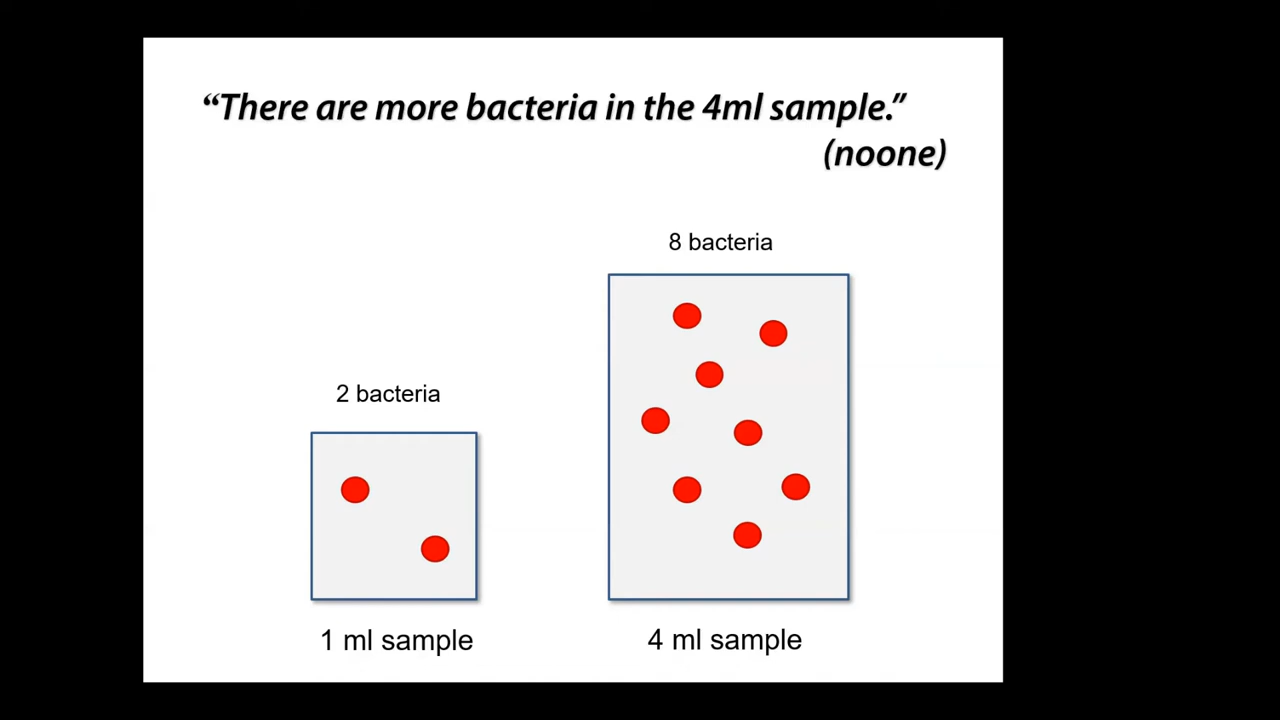 “There are more bacteria in the 4ml sample.”
(noone)
8 bacteria
2 bacteria
1 ml sample
4 ml sample